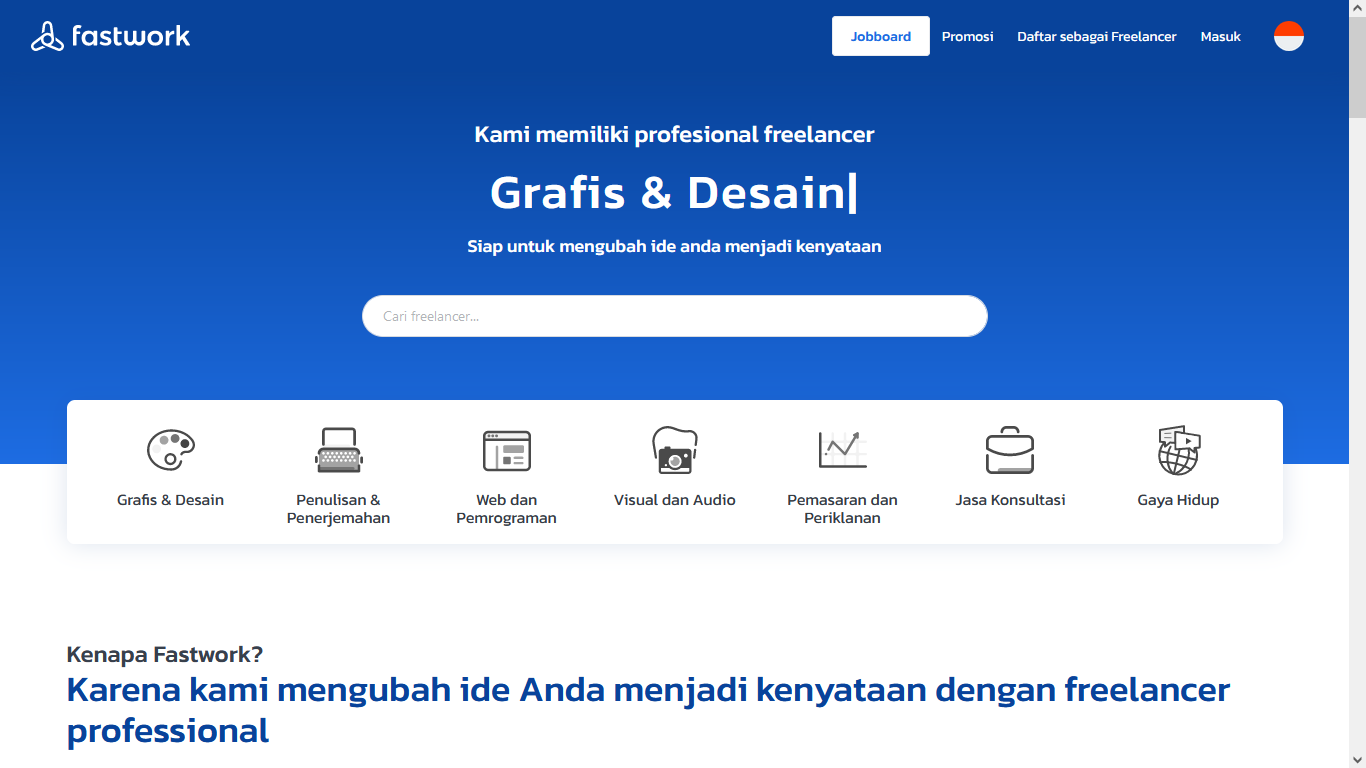 fastwork
Jobboard
Promosi
Daftar sebagai Freelancer
Masuk
Kami memiliki profesional freelancer
Grafis & Desain|
Siap untuk mengubah ide anda menjadi kenyataan
Cari freelancer...
Grafis & Desain
Penulisan &
Penerjemahan
Web dan
Pemrograman
Visual dan Audio
Pemasaran dan
Periklanan
Jasa Konsultasi
Gaya Hidup
Kenapa Fastwork?
Karena kami mengubah ide Anda menjadi kenyataan dengan freelancer
professional